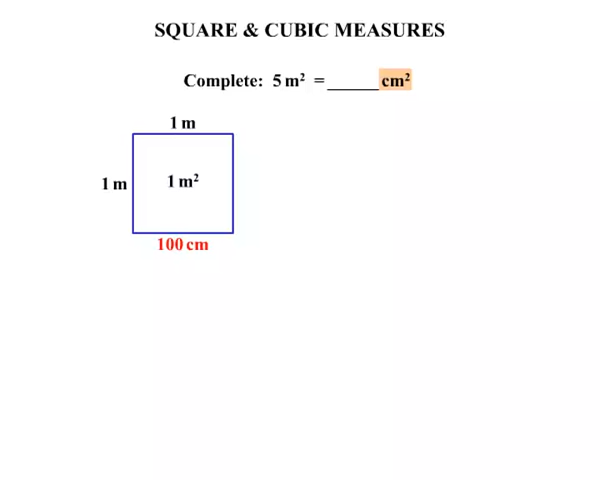 SQUARE & CUBIC MEASURES
Complete: 5 m² = ______ cm²
1 m
1 m
1 m²
100 cm